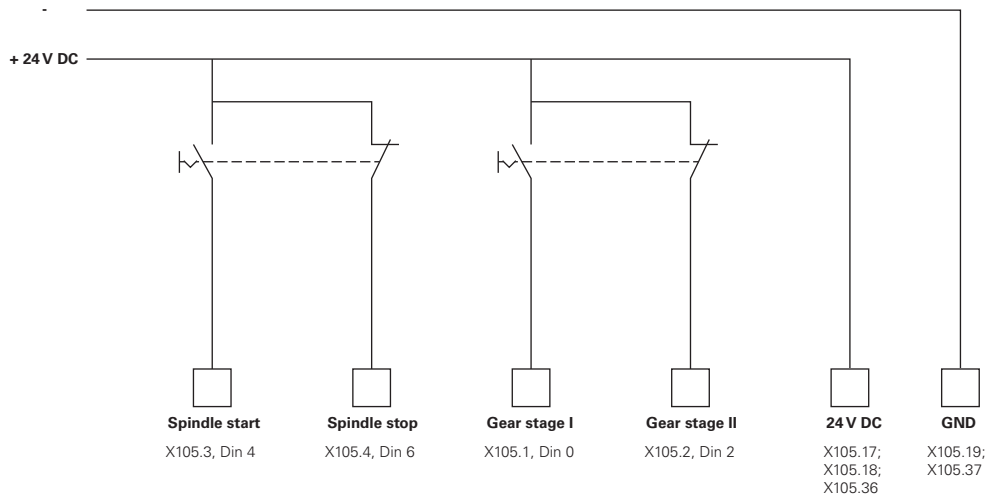 -
+ 24 V DC
Spindle start
Spindle stop
Gear stage I
Gear stage II
24 V DC
GND
X105.3, Din 4
X105.4, Din 6
X105.1, Din 0
X105.2, Din 2
X105.17;
X105.18;
X105.36
X105.19;
X105.37